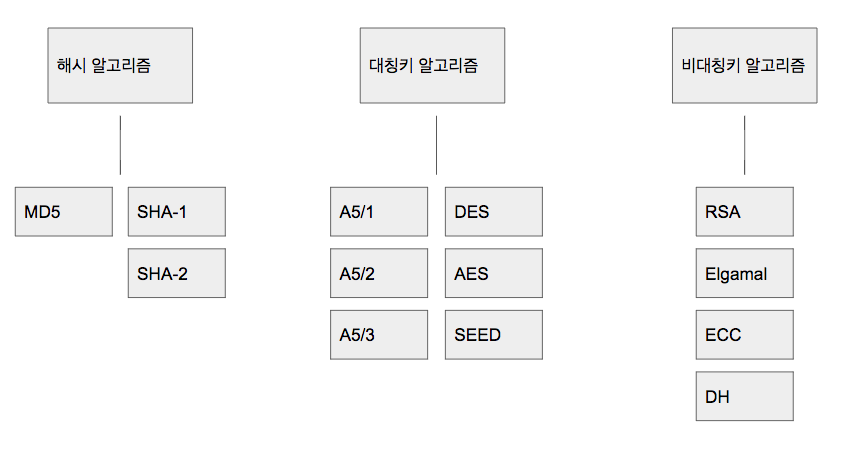 해시 알고리즘
대칭키 알고리즘
비대칭키 알고리즘
MD5
SHA-1
SHA-2
A5/1
DES
A5/2
AES
A5/3
SEED
RSA
Elgamal
ECC
DH